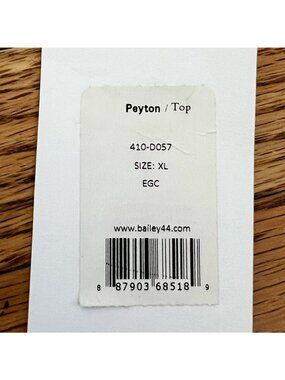 Peyton / Top
410-D057
SIZE: XL
EGC
www.bailey44.com
8 87903 68518 9